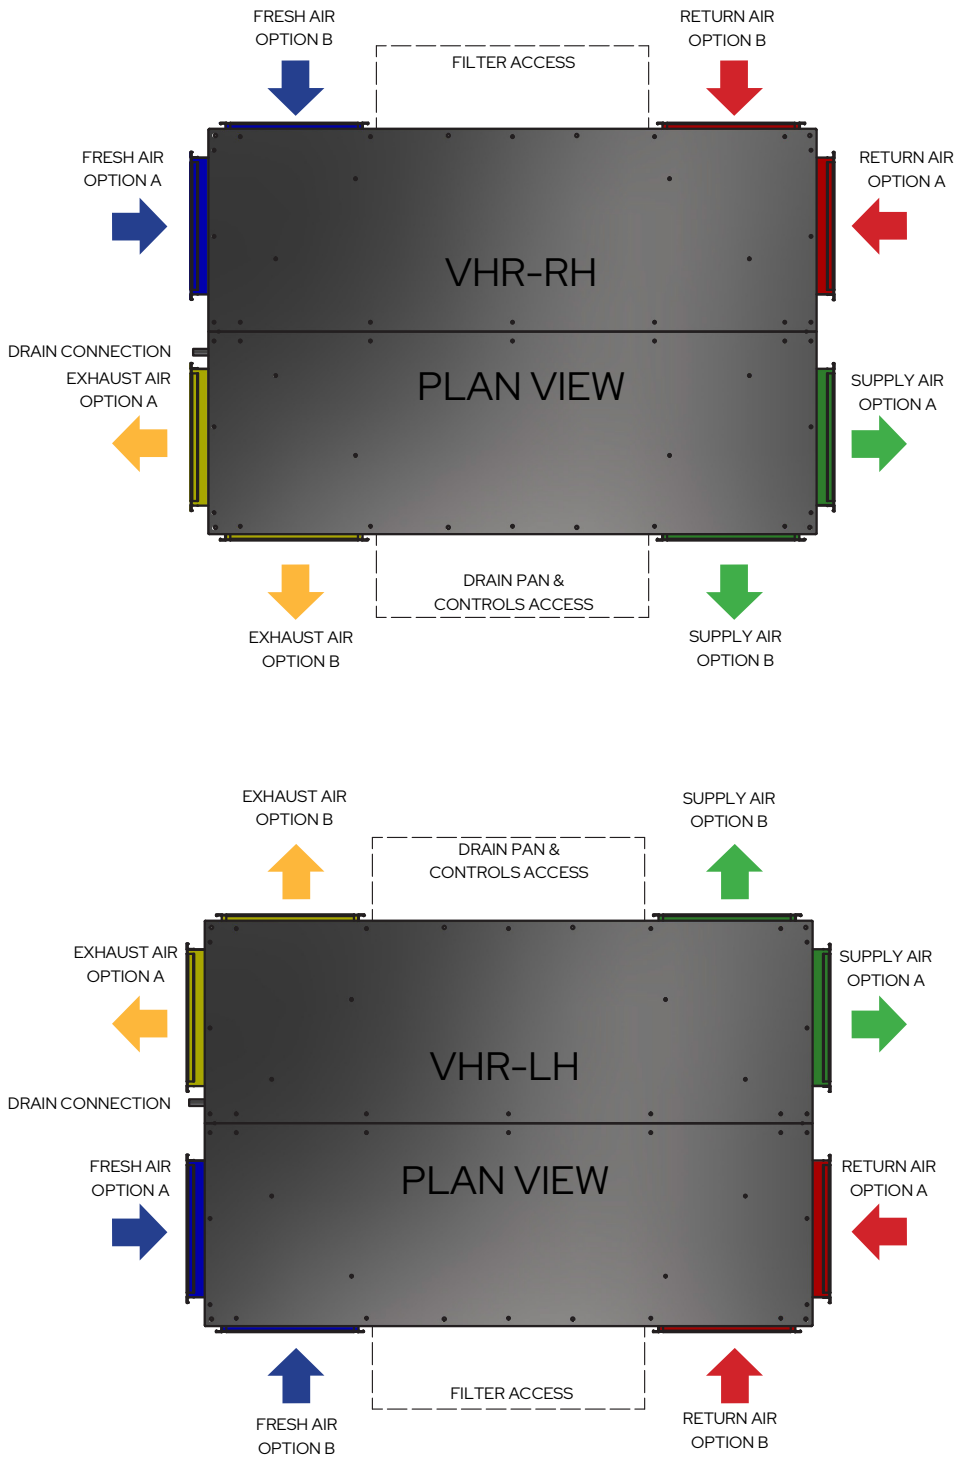 FRESH AIR
OPTION B
RETURN AIR
OPTION B
FILTER ACCESS
FRESH AIR
OPTION A
RETURN AIR
OPTION A
VHR-RH
DRAIN CONNECTION
EXHAUST AIR
OPTION A
PLAN VIEW
SUPPLY AIR
OPTION A
DRAIN PAN &
CONTROLS ACCESS
EXHAUST AIR
OPTION B
SUPPLY AIR
OPTION B
EXHAUST AIR
OPTION B
SUPPLY AIR
OPTION B
DRAIN PAN &
CONTROLS ACCESS
EXHAUST AIR
OPTION A
SUPPLY AIR
OPTION A
VHR-LH
DRAIN CONNECTION
FRESH AIR
OPTION A
PLAN VIEW
RETURN AIR
OPTION A
FILTER ACCESS
FRESH AIR
OPTION B
RETURN AIR
OPTION B